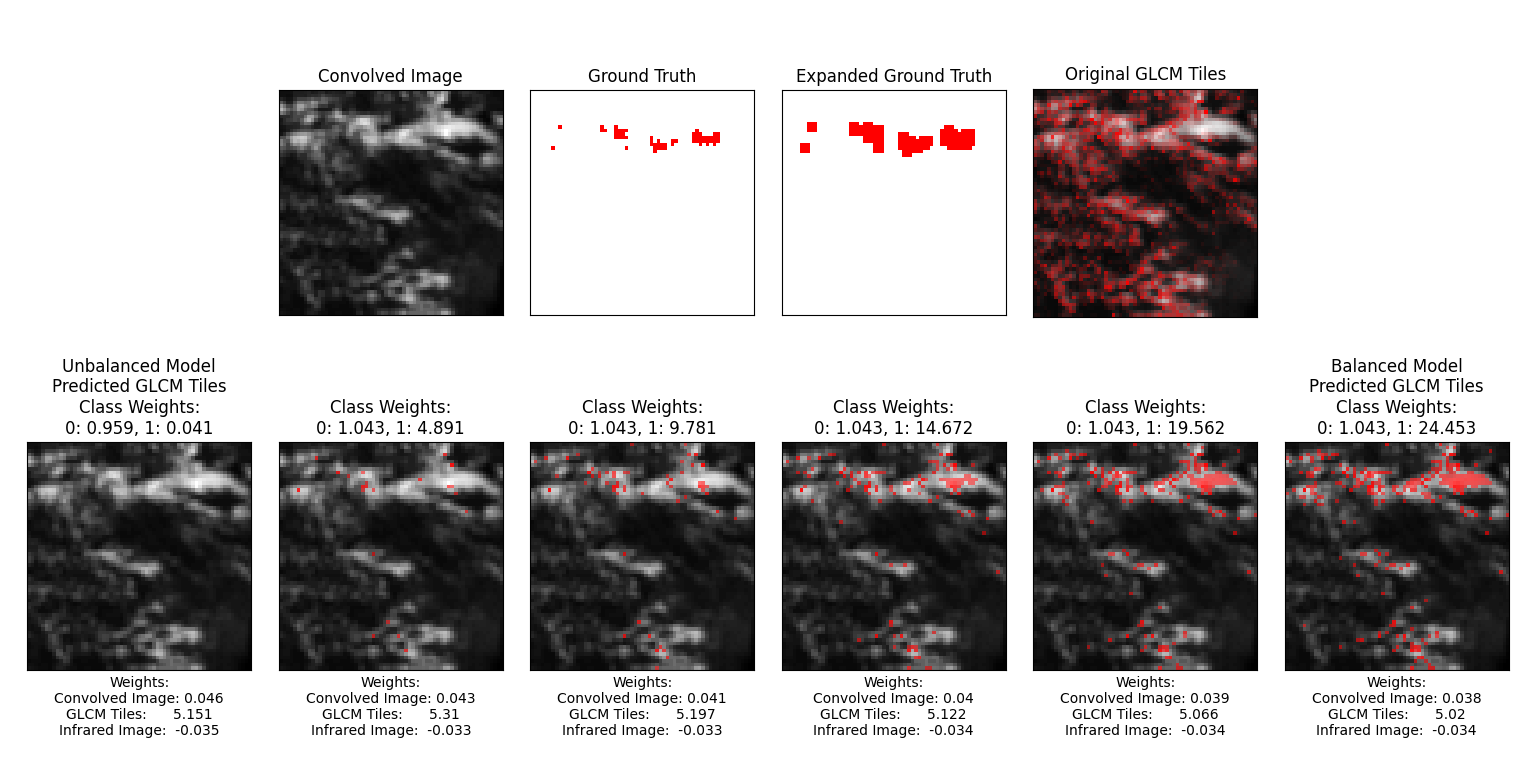 Convolved Image
Ground Truth
Expanded Ground Truth
Original GLCM Tiles
Unbalanced Model
Predicted GLCM Tiles
Class Weights:
0: 0.959, 1: 0.041
Class Weights:
0: 1.043, 1: 4.891
Class Weights:
0: 1.043, 1: 9.781
Class Weights:
0: 1.043, 1: 14.672
Class Weights:
0: 1.043, 1: 19.562
Balanced Model
Predicted GLCM Tiles
Class Weights:
0: 1.043, 1: 24.453
Weights:
Convolved Image: 0.046
GLCM Tiles: 5.151
Infrared Image: -0.035
Weights:
Convolved Image: 0.043
GLCM Tiles: 5.31
Infrared Image: -0.033
Weights:
Convolved Image: 0.041
GLCM Tiles: 5.197
Infrared Image: -0.033
Weights:
Convolved Image: 0.04
GLCM Tiles: 5.122
Infrared Image: -0.034
Weights:
Convolved Image: 0.039
GLCM Tiles: 5.066
Infrared Image: -0.034
Weights:
Convolved Image: 0.038
GLCM Tiles: 5.02
Infrared Image: -0.034